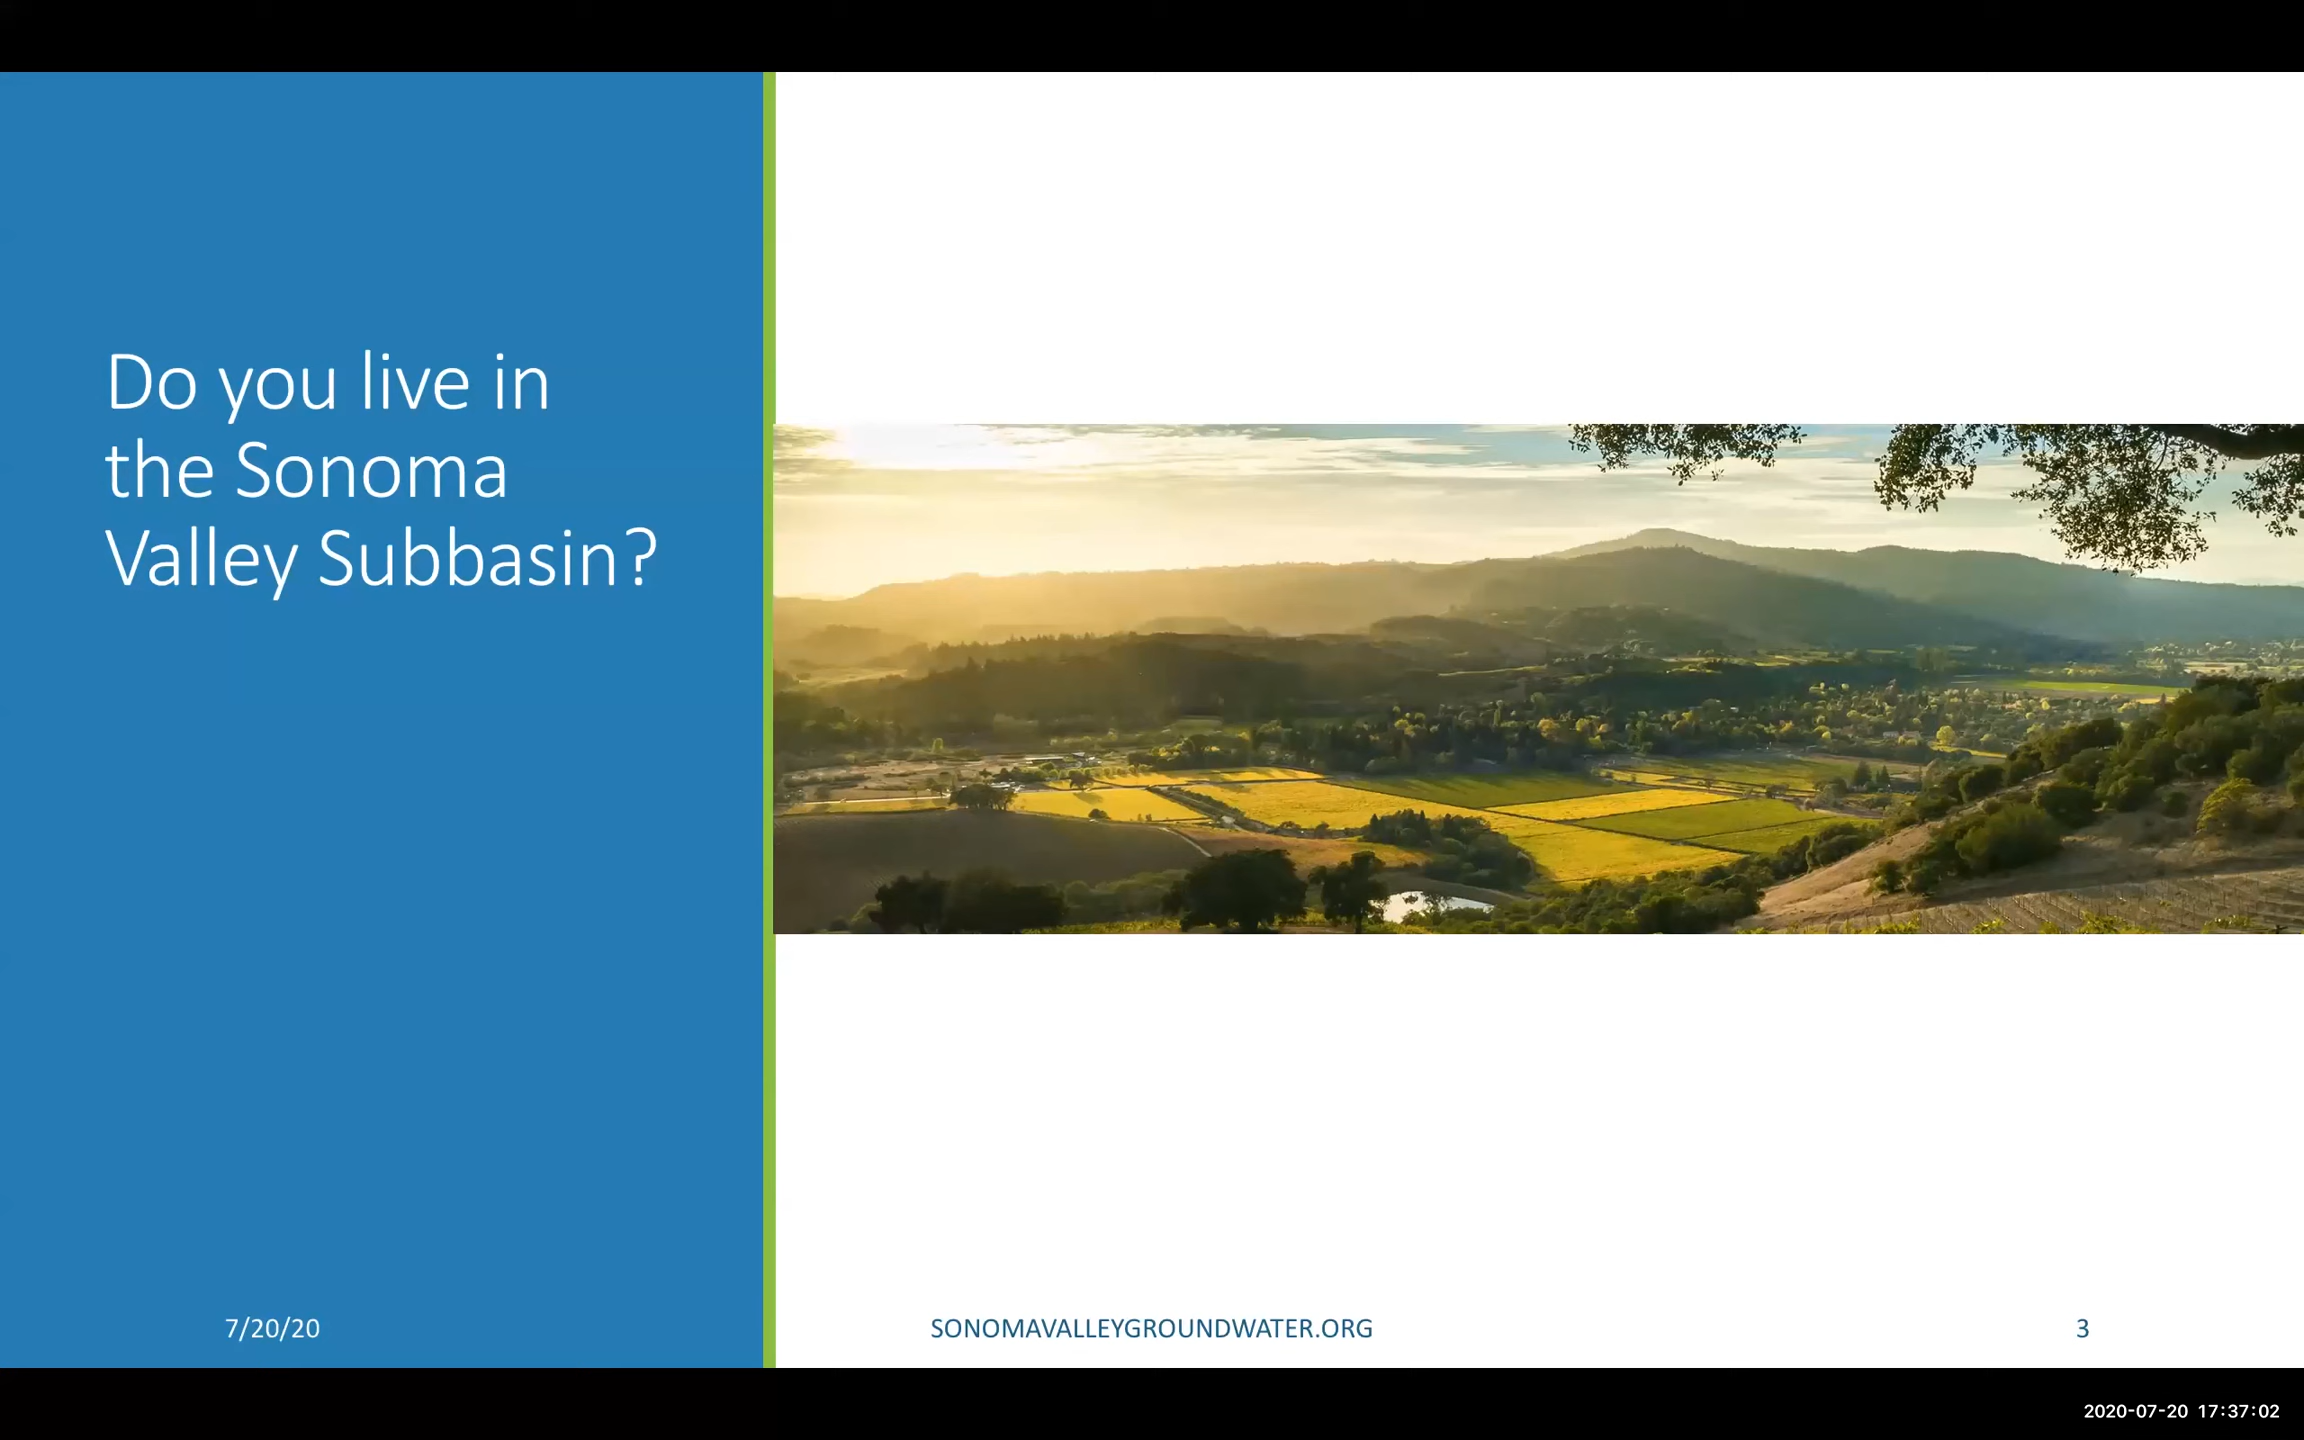 Do you live in
the Sonoma
Valley Subbasin?
7/20/20
SONOMAVALLEYGROUNDWATER.ORG
3
2020-07-20 17:37:02